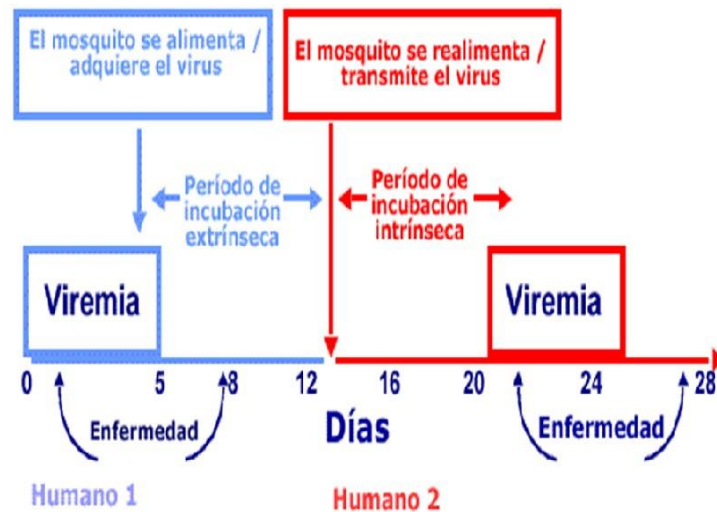 El mosquito se alimenta /
adquiere el virus
El mosquito se realimenta /
transmite el virus
Período de
incubación
extrínseca
Período de
incubación
intrínseca
Viremia
Viremia
0 5 8 12 16 20 24 28
Enfermedad
Días
Enfermedad
Humano 1
Humano 2